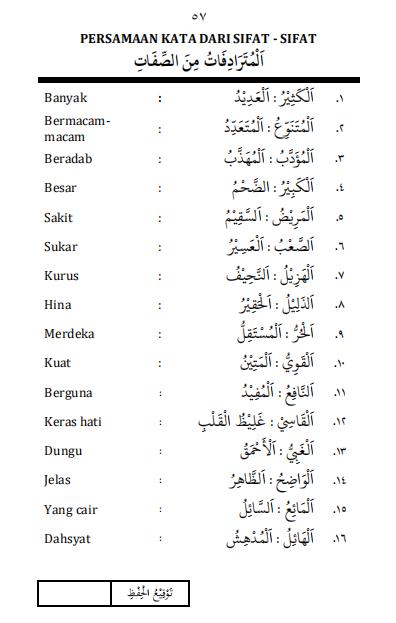 ٥٧
PERSAMAAN KATA DARI SIFAT - SIFAT
اَلْمُتَرَادِفَاتُ مِنَ الصِّفَاتِ
Banyak : اَلْكَثِيْرُ : اَلْعَدِيْدُ .١
Bermacam-macam : اَلْمُتَنَوِّعُ : اَلْمُتَعَدِّدُ .٢
Beradab : اَلْمُؤَدَّبُ : اَلْمُهَذَّبُ .٣
Besar : اَلْكَبِيْرُ : الضَّخْمُ .٤
Sakit : اَلْمَرِيْضُ : اَلسَّقِيْمُ .٥
Sukar : اَلصَّعْبُ : اَلْعَسِيْرُ .٦
Kurus : اَلْهَزِيْلُ : اَلنَّحِيْفُ .٧
Hina : اَلذَّلِيْلُ : اَلْحَقِيْرُ .٨
Merdeka : اَلْحُرُّ : اَلْمُسْتَقِلُّ .٩
Kuat : اَلْقَوِيُّ : اَلْمَتِيْنُ .١٠
Berguna : اَلنَّافِعُ : اَلْمُفِيْدُ .١١
Keras hati : اَلْقَاسِيْ : غَلِيْظُ الْقَلْبِ .١٢
Dungu : اَلْغَبِيُّ : اَلْأَحْمَقُ .١٣
Jelas : اَلْوَاضِحُ : اَلظَّاهِرُ .١٤
Yang cair : اَلْمَائِعُ : اَلسَّائِلُ .١٥
Dahsyat : اَلْهَائِلُ : اَلْمُدْهِشُ .١٦
تَوْقِيْعُ الْحِفْظِ